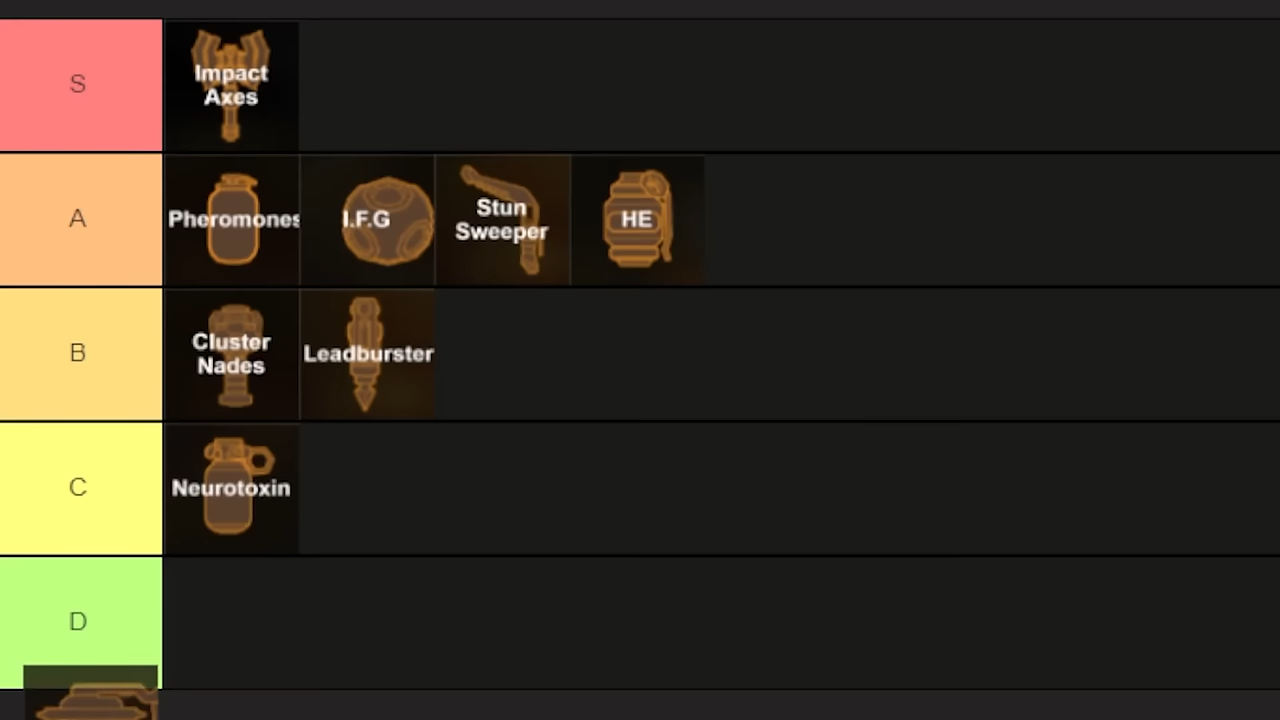 S
Impact
Axes
A
Pheromones
I.F.G
Stun
Sweeper
HE
B
Cluster
Nades
Leadburster
C
Neurotoxin
D